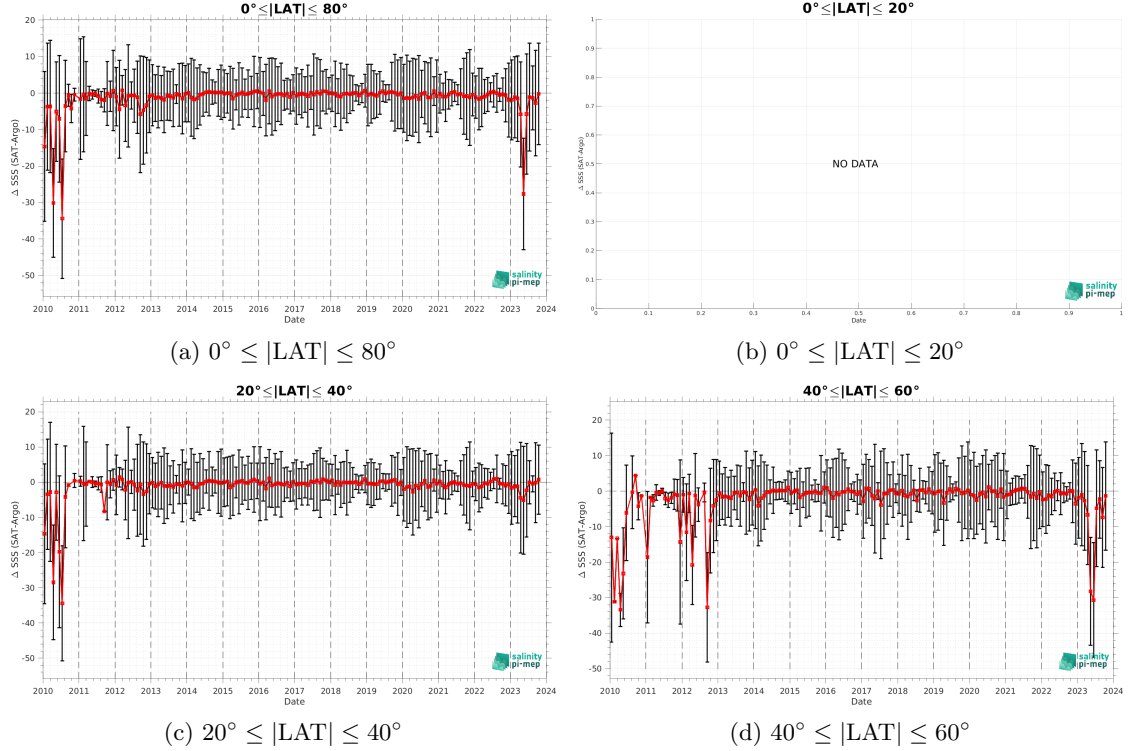 0°≤|LAT|≤ 80°
20
10
0
-10
-20
-30
-40
-50
Δ SSS (SAT-Argo)
2010 2011 2012 2013 2014 2015 2016 2017 2018 2019 2020 2021 2022 2023 2024
Date
salinity
pi-mep
(a) 0° ≤ |LAT| ≤ 80°
0°≤|LAT|≤ 20°
1
0.9
0.8
0.7
0.6
0.5
0.4
0.3
0.2
0.1
0
Δ SSS (SAT-Argo)
NO DATA
0 0.1 0.2 0.3 0.4 0.5 0.6 0.7 0.8 0.9 1
Date
salinity
pi-mep
(b) 0° ≤ |LAT| ≤ 20°
20°≤|LAT|≤ 40°
20
10
0
-10
-20
-30
-40
-50
Δ SSS (SAT-Argo)
2010 2011 2012 2013 2014 2015 2016 2017 2018 2019 2020 2021 2022 2023 2024
Date
salinity
pi-mep
(c) 20° ≤ |LAT| ≤ 40°
40°≤|LAT|≤ 60°
20
10
0
-10
-20
-30
-40
-50
Δ SSS (SAT-Argo)
2010 2011 2012 2013 2014 2015 2016 2017 2018 2019 2020 2021 2022 2023 2024
Date
salinity
pi-mep
(d) 40° ≤ |LAT| ≤ 60°